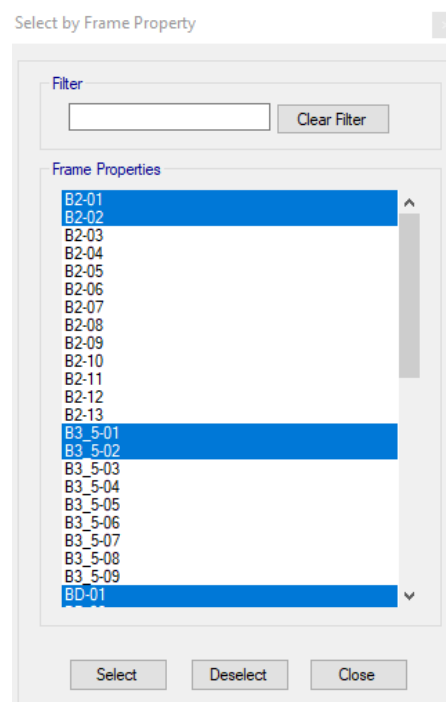 Select by Frame Property
Filter
Clear Filter
Frame Properties
B2-01
B2-02
B2-03
B2-04
B2-05
B2-06
B2-07
B2-08
B2-09
B2-10
B2-11
B2-12
B2-13
B3_5-01
B3_5-02
B3_5-03
B3_5-04
B3_5-05
B3_5-06
B3_5-07
B3_5-08
B3_5-09
BD-01
Select Deselect Close